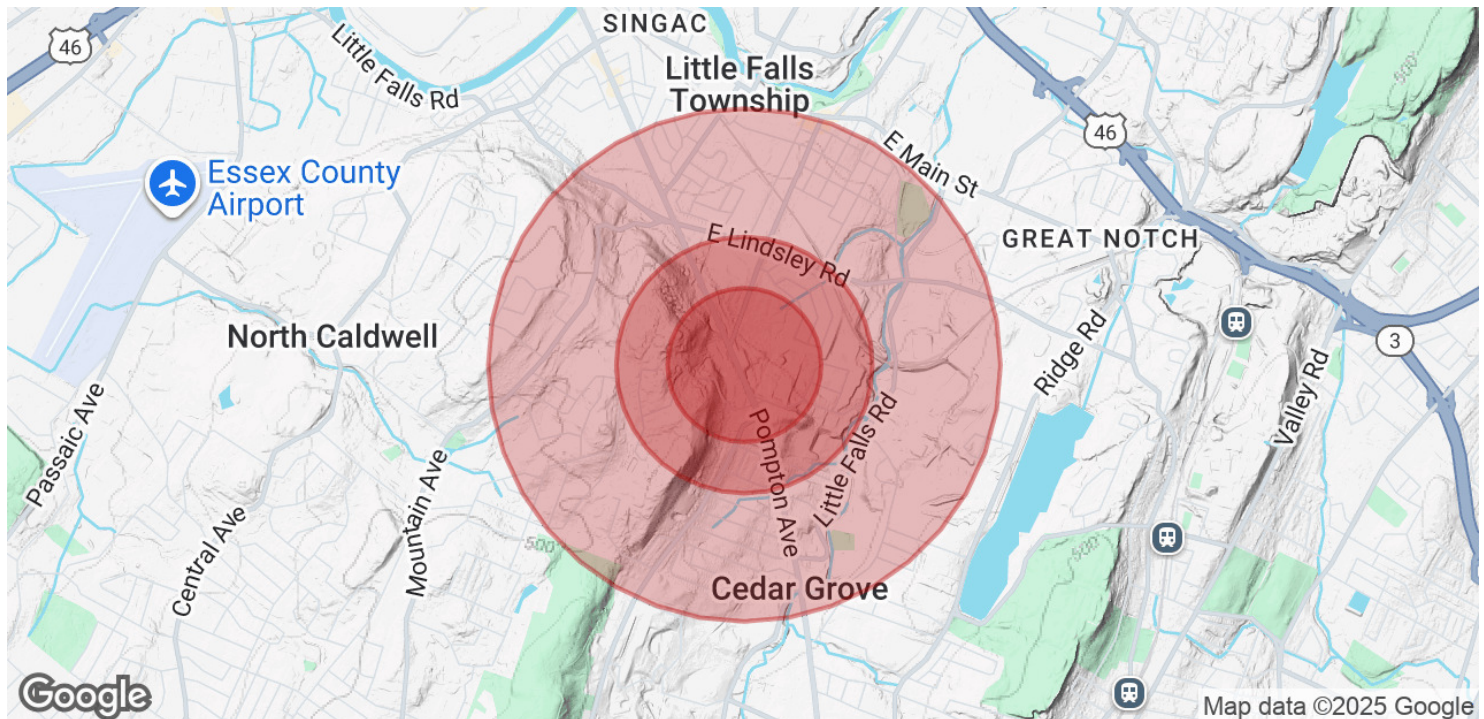 SINGAC
46
Little Falls Rd
Little Falls
Township
46
500
E Main St
Essex County
Airport
E Lindsley Rd
GREAT NOTCH
North Caldwell
3
Ridge Rd
Valley Rd
Passaic Ave
Pompton Ave
Little Falls Rd
Mountain Ave
Central Ave
500
500
Cedar Grove
Google
Map data ©2025 Google